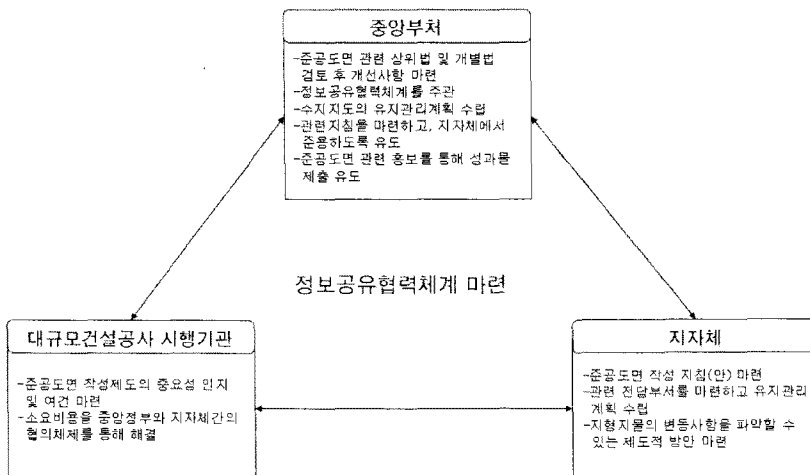 중앙부처
-준공도면 관련 상위법 및 개별법
검토 후 개선사항 마련
-정보공유협력체계를 주관
-수치지도의 유지관리계획 수립
-관련지침을 마련하고, 지자체에서
준용하도록 유도
-준공도면 관련 홍보를 통해 성과물
제출 유도
정보공유협력체계 마련
대규모건설공사 시행기관
-준공도면 작성제도의 중요성 인지
및 여건 마련
-소요비용을 중앙정부와 지자체간의
협의체제를 통해 해결
지자체
-준공도면 작성 지침(안) 마련
-관련 전담부서를 마련하고 유지관리
계획 수립
-지형지물의 변동사항을 파악할 수
있는 제도적 방안 마련